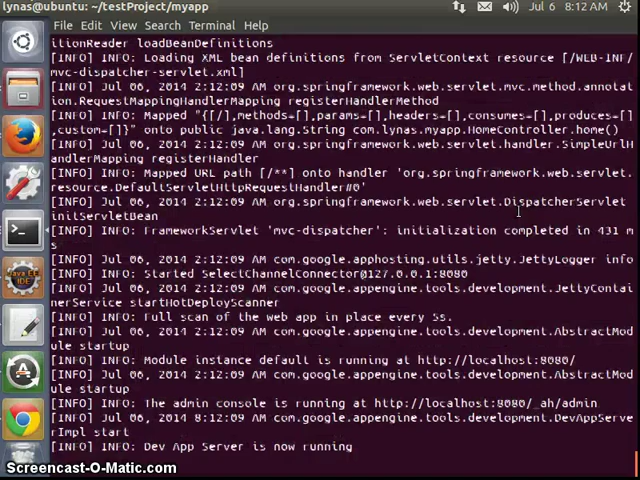 lynas@ubuntu: ~/testProject/myapp
Jul 6
8:12 AM
File Edit View Search Terminal Help
itionReader loadBeanDefinitions
[INFO] INFO: Loading XML bean definitions from ServletContext resource [/WEB-INF/
mvc-dispatcher-servlet.xml]
[INFO] Jul 06, 2014 2:12:09 AM org.springframework.web.servlet.mvc.method.annotat
ion.RequestMappingHandlerMapping registerHandlerMethod
[INFO] INFO: Mapped "{[/],methods=[],params=[],headers=[],consumes=[],produces=[]
,custom=[]}" onto public java.lang.String com.lynas.myapp.HomeController.home()
[INFO] Jul 06, 2014 2:12:09 AM org.springframework.web.servlet.handler.SimpleUrlH
andlerMapping registerHandler
[INFO] INFO: Mapped URL path [/**] onto handler 'org.springframework.web.servlet.
resource.DefaultServletHttpRequestHandler#0'
[INFO] Jul 06, 2014 2:12:09 AM org.springframework.web.servlet.DispatcherServlet
initServletBean
[INFO] INFO: FrameworkServlet 'mvc-dispatcher': initialization completed in 431 m
s
[INFO] Jul 06, 2014 2:12:09 AM com.google.apphosting.utils.jetty.JettyLogger info
[INFO] INFO: Started SelectChannelConnector@127.0.0.1:8080
[INFO] Jul 06, 2014 2:12:09 AM com.google.appengine.tools.development.JettyContai
nerService startHotDeployScanner
[INFO] INFO: Full scan of the web app in place every 5s.
[INFO] Jul 06, 2014 2:12:09 AM com.google.appengine.tools.development.AbstractMod
ule startup
[INFO] INFO: Module instance default is running at http://localhost:8080/
[INFO] Jul 06, 2014 2:12:09 AM com.google.appengine.tools.development.AbstractMod
ule startup
[INFO] INFO: The admin console is running at http://localhost:8080/_ah/admin
[INFO] Jul 06, 2014 8:12:09 AM com.google.appengine.tools.development.DevAppServe
rImpl start
[INFO] INFO: Dev App Server is now running
Java EE
IDE
Screencast-O-Matic.com